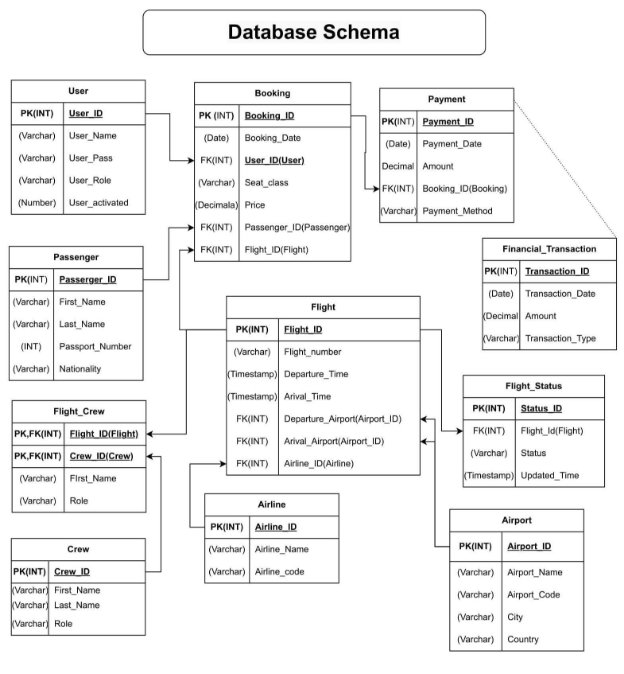 Database Schema
User
PK(INT) User_ID
(Varchar) User_Name
(Varchar) User_Pass
(Varchar) User_Role
(Number) User_activated
Booking
PK (INT) Booking_ID
(Date) Booking_Date
FK(INT) User_ID(User)
(Varchar) Seat_class
(Decimala) Price
FK(INT) Passenger_ID(Passenger)
FK(INT) Flight_ID(Flight)
Payment
PK(INT) Payment_ID
(Date) Payment_Date
Decimal Amount
FK(INT) Booking_ID(Booking)
(Varchar) Payment_Method
Passenger
PK(INT) Passerger_ID
(Varchar) First_Name
(Varchar) Last_Name
(INT) Passport_Number
(Varchar) Nationality
Financial_Transaction
PK(INT) Transaction_ID
(Date) Transaction_Date
(Decimal Amount
(Varchar) Transaction_Type
Flight
PK(INT) Flight_ID
(Varchar) Flight_number
(Timestamp) Departure_Time
(Timestamp) Arival_Time
FK(INT) Departure_Airport(Airport_ID)
FK(INT) Arival_Airport(Airport_ID)
FK(INT) Airline_ID(Airline)
Flight_Status
PK(INT) Status_ID
FK(INT) Flight_Id(Flight)
(Varchar) Status
(Timestamp) Updated_Time
Flight_Crew
PK,FK(INT) Flight_ID(Flight)
PK,FK(INT) Crew_ID(Crew)
(Varchar) FIrst_Name
(Varchar) Role
Airline
PK(INT) Airline_ID
(Varchar) Airline_Name
(Varchar) Airline_code
Airport
PK(INT) Airport_ID
(Varchar) Airport_Name
(Varchar) Airport_Code
(Varchar) City
(Varchar) Country
Crew
PK(INT) Crew_ID
(Varchar) First_Name
(Varchar) Last_Name
(Varchar) Role